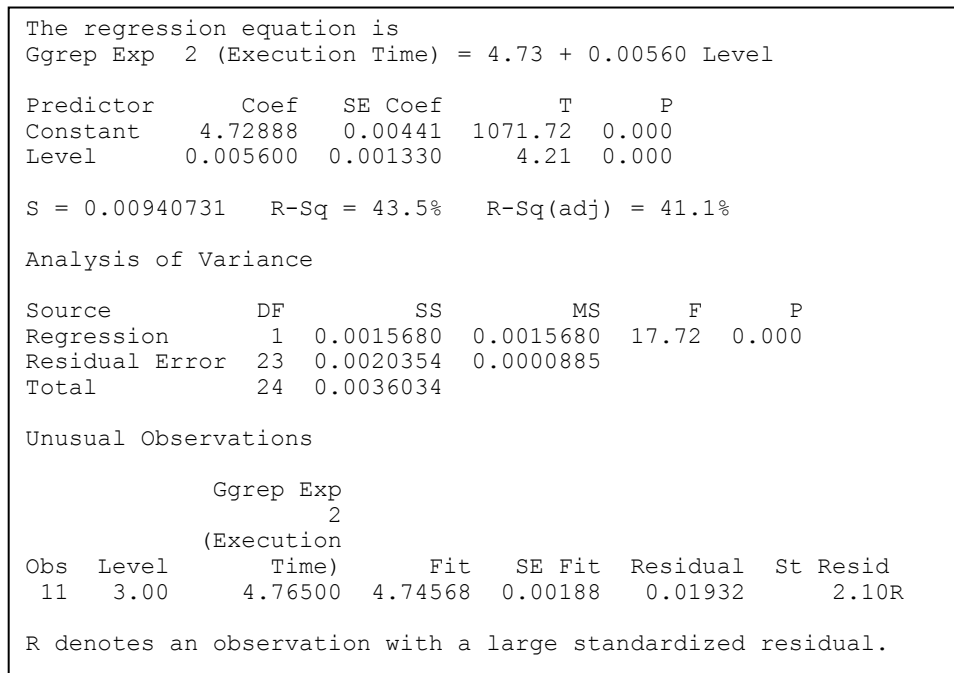 The regression equation is
Ggrep Exp  2 (Execution Time) = 4.73 + 0.00560 Level
Predictor      Coef   SE Coef        T      P
Constant    4.72888   0.00441  1071.72  0.000
Level      0.005600  0.001330     4.21  0.000
S = 0.00940731   R-Sq = 43.5%   R-Sq(adj) = 41.1%
Analysis of Variance
Source          DF         SS         MS      F      P
Regression       1  0.0015680  0.0015680  17.72  0.000
Residual Error  23  0.0020354  0.0000885
Total           24  0.0036034
Unusual Observations
Ggrep Exp
2
(Execution
Obs  Level      Time)      Fit   SE Fit  Residual  St Resid
11   3.00    4.76500  4.74568  0.00188   0.01932      2.10R
R denotes an observation with a large standardized residual.